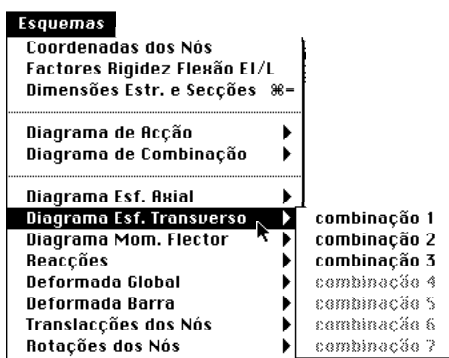 Esquemas
Coordenadas dos Nós
Factores Rigidez Flexão EI/L
Dimensões Estr. e Secções ⌘=
Diagrama de Acção
Diagrama de Combinação
Diagrama Esf. Axial
Diagrama Esf. Transverso
Diagrama Mom. Flector
Reacções
Deformada Global
Deformada Barra
Translacções dos Nós
Rotações dos Nós
combinação 1
combinação 2
combinação 3
combinação 4
combinação 5
combinação 6
combinação 7